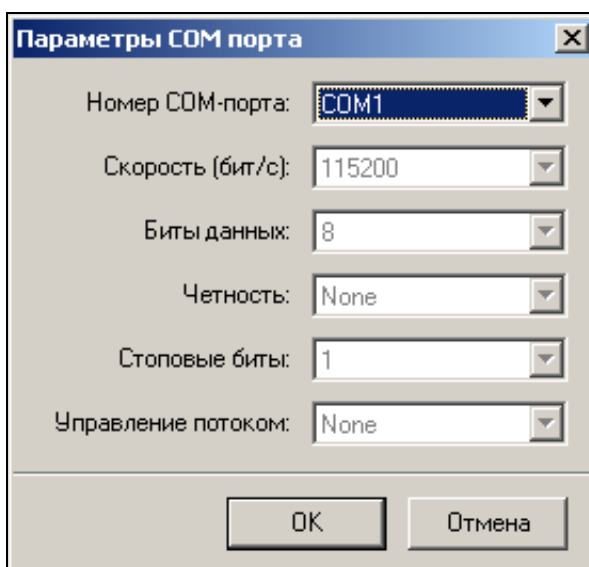 Параметры COM порта
Номер COM-порта: COM1
Скорость (бит/с): 115200
Биты данных: 8
Четность: None
Стоповые биты: 1
Управление потоком: None
OK Отмена